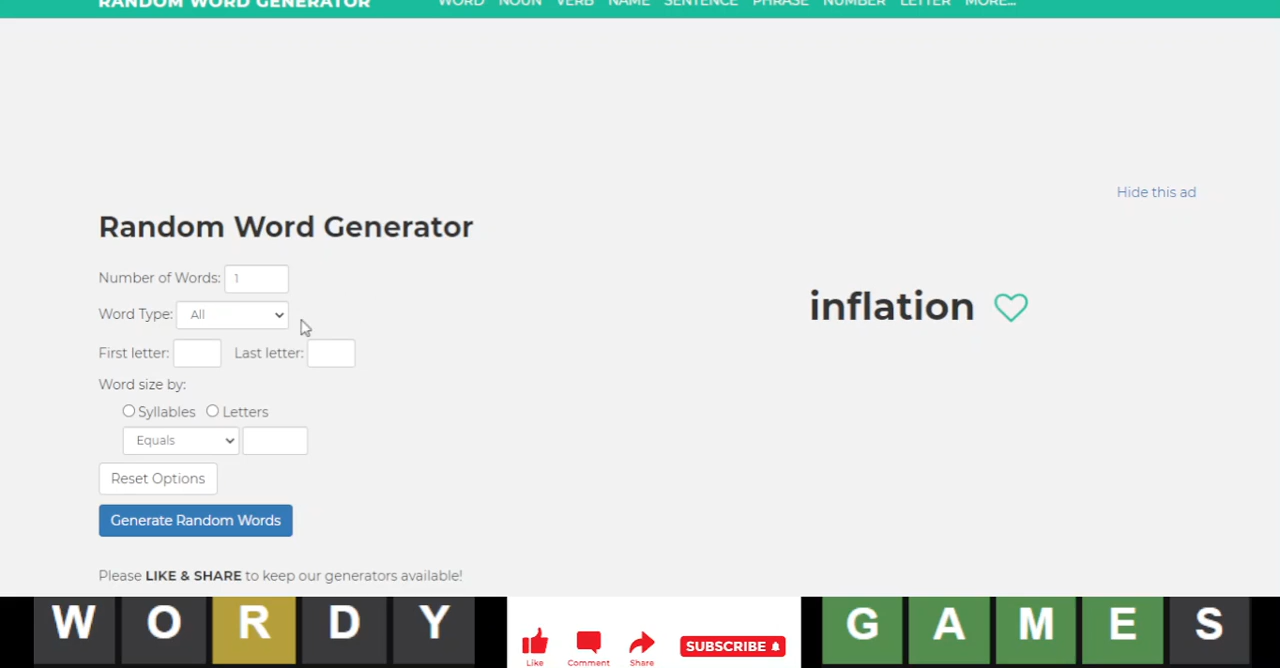 RANDOM WORD GENERATOR WORD NOUN VERB NAME SENTENCE PHRASE NUMBER LETTER MORE...
Hide this ad
Random Word Generator
Number of Words: 1
Word Type: All
inflation
First letter: Last letter:
Word size by:
Syllables Letters
Equals
Reset Options
Generate Random Words
Please LIKE & SHARE to keep our generators available!
WORDY GAMES
SUBSCRIBE
Like Comment Share